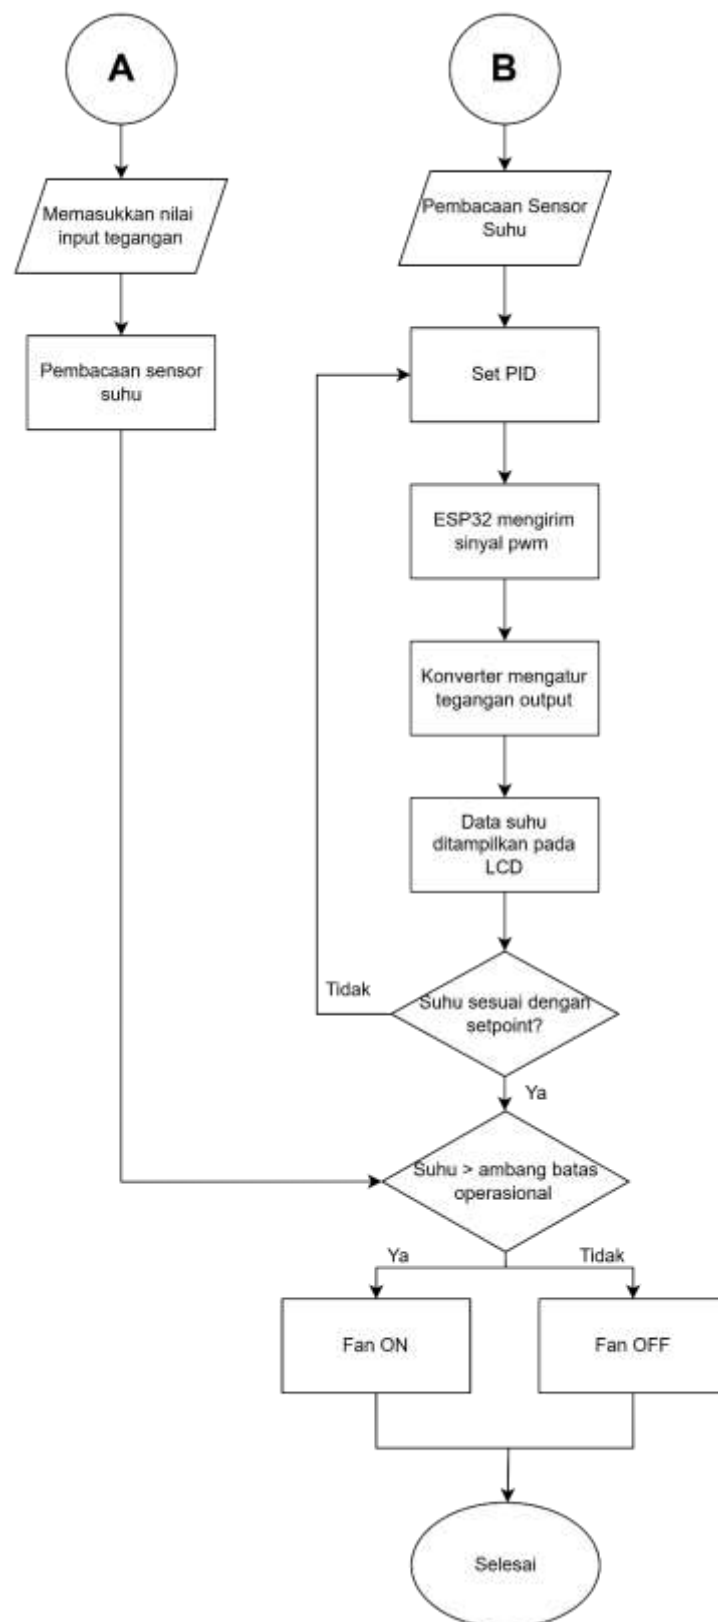 A
Memasukkan nilai
input tegangan
Pembacaan sensor
suhu
B
Pembacaan Sensor
Suhu
Set PID
ESP32 mengirim
sinyal pwm
Konverter mengatur
tegangan output
Data suhu
ditampilkan pada
LCD
Tidak
Suhu sesuai dengan
setpoint?
Ya
Suhu > ambang batas
operasional
Ya
Tidak
Fan ON
Fan OFF
Selesai